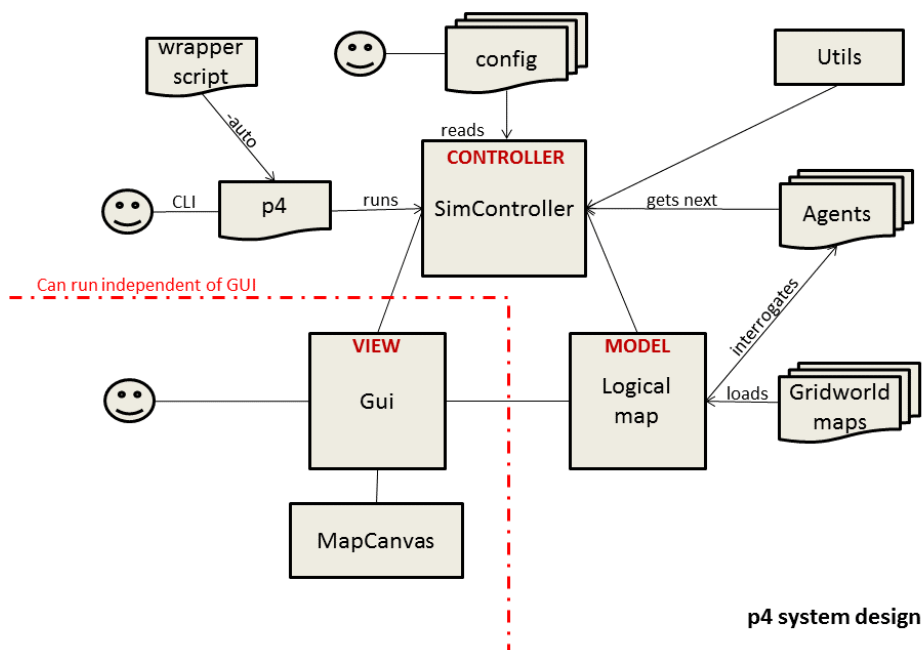 wrapper
script
config
Utils
-auto
reads
CONTROLLER
SimController
CLI
p4
runs
gets next
Agents
Can run independent of GUI
interrogates
VIEW
Gui
MODEL
Logical
map
loads
Gridworld
maps
MapCanvas
p4 system design